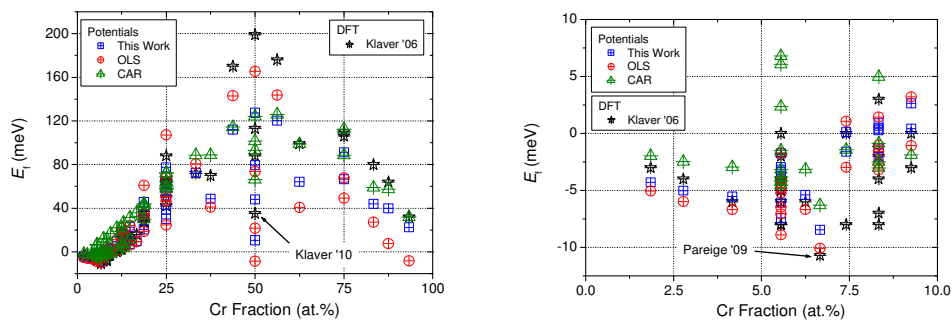 E_f (meV)
200
160
120
80
40
0
0
25
50
75
100
Cr Fraction (at.%)
Potentials
This Work
OLS
CAR
DFT
Klaver '06
Klaver '10
E_f (meV)
10
5
0
-5
-10
0.0
2.5
5.0
7.5
10.0
Cr Fraction (at.%)
Potentials
This Work
OLS
CAR
DFT
Klaver '06
Pareige '09